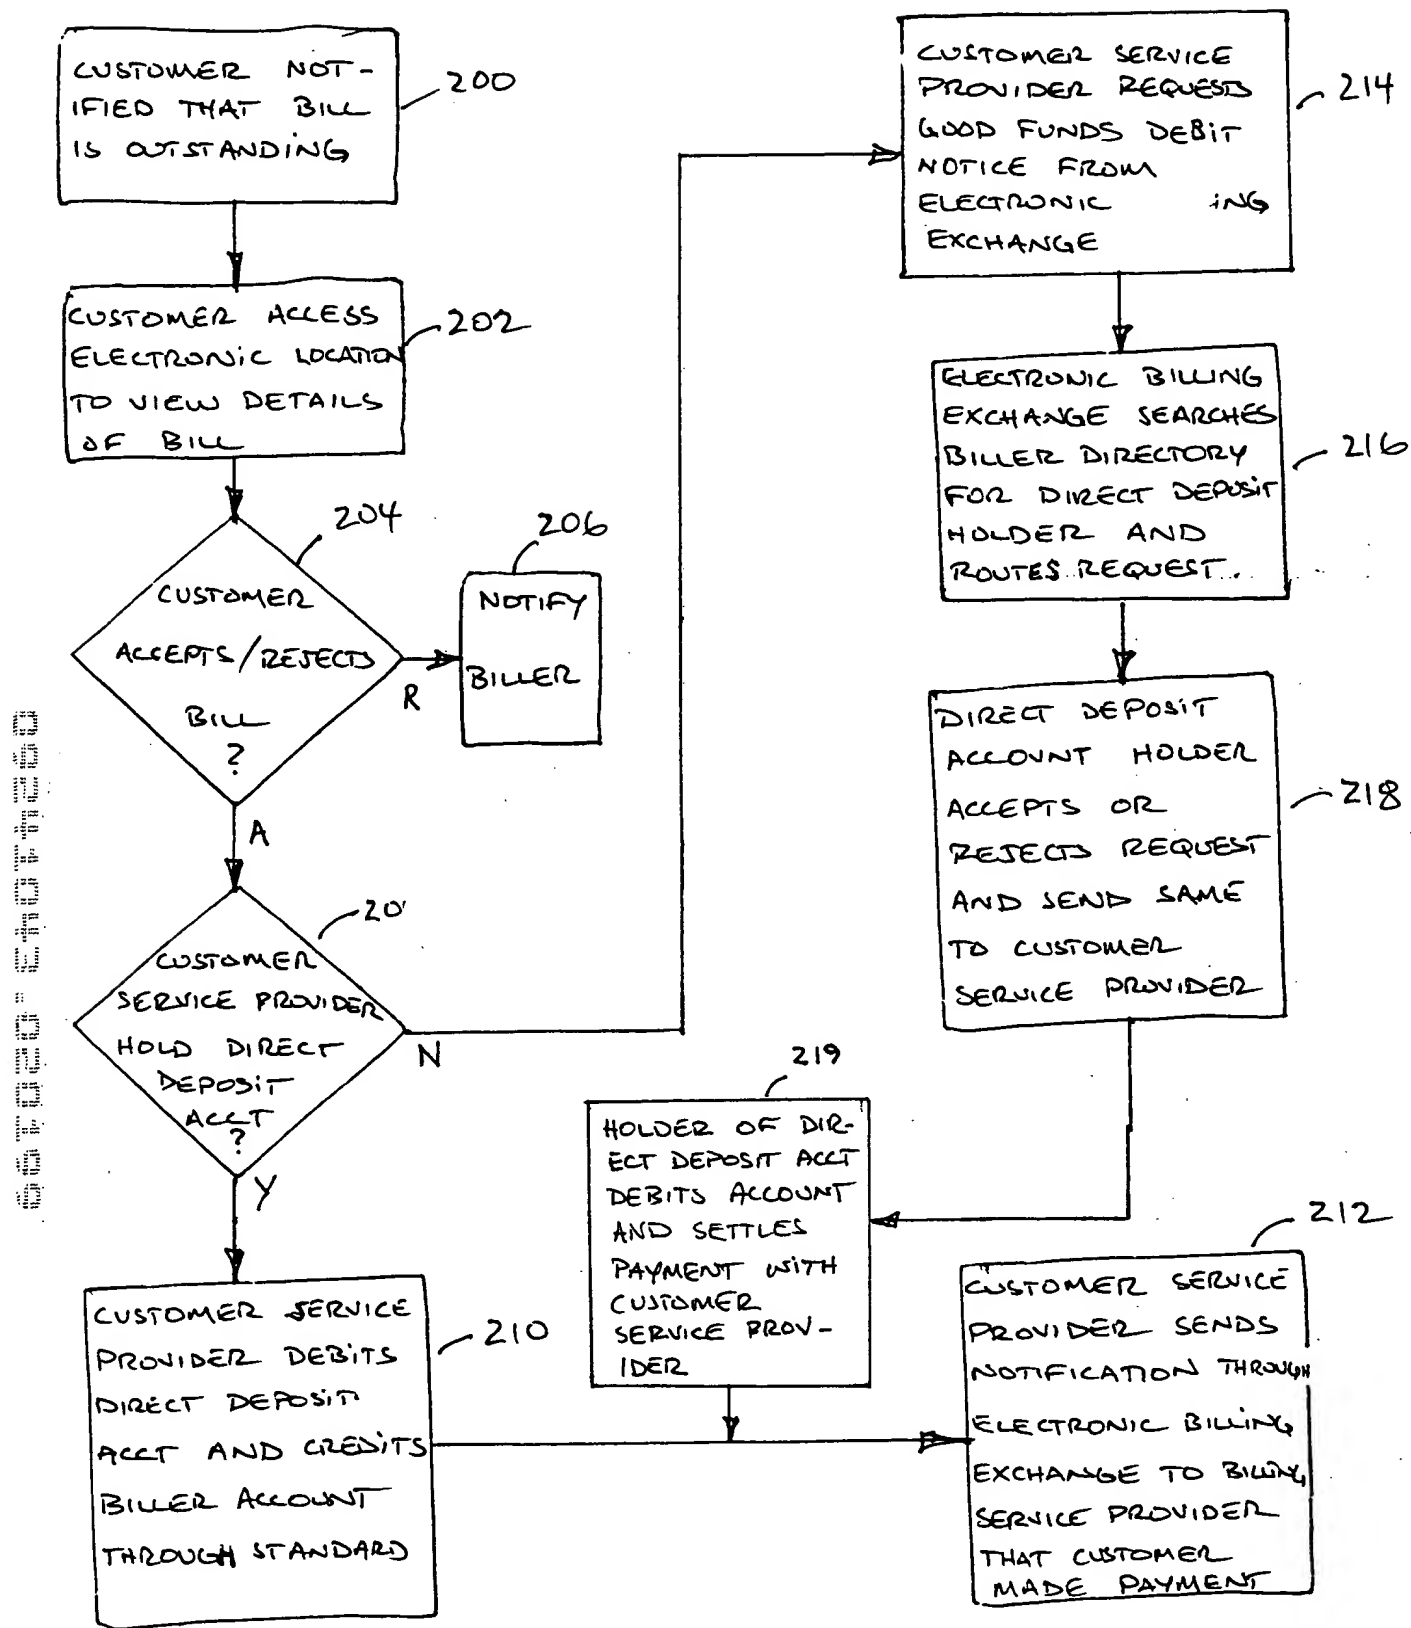 CUSTOMER NOT-
IFIED THAT BILL
IS OUTSTANDING
200
CUSTOMER ACCESS
ELECTRONIC LOCATION
TO VIEW DETAILS
OF BILL
202
204
CUSTOMER
ACCEPTS/REJECTS
BILL
?
R
A
206
NOTIFY
BILLER
20
CUSTOMER
SERVICE PROVIDER
HOLD DIRECT
DEPOSIT
ACCT
?
N
Y
CUSTOMER SERVICE
PROVIDER DEBITS
DIRECT DEPOSIT
ACCT AND CREDITS
BILLER ACCOUNT
THROUGH STANDARD
210
CUSTOMER SERVICE
PROVIDER REQUESTS
GOOD FUNDS DEBIT
NOTICE FROM
ELECTRONIC ING
EXCHANGE
214
ELECTRONIC BILLING
EXCHANGE SEARCHES
BILLER DIRECTORY
FOR DIRECT DEPOSIT
HOLDER AND
ROUTES REQUEST.
216
DIRECT DEPOSIT
ACCOUNT HOLDER
ACCEPTS OR
REJECTS REQUEST
AND SEND SAME
TO CUSTOMER
SERVICE PROVIDER
218
219
HOLDER OF DIR-
ECT DEPOSIT ACCT
DEBITS ACCOUNT
AND SETTLES
PAYMENT WITH
CUSTOMER
SERVICE PROV-
IDER
212
CUSTOMER SERVICE
PROVIDER SENDS
NOTIFICATION THROUGH
ELECTRONIC BILLING
EXCHANGE TO BILLING
SERVICE PROVIDER
THAT CUSTOMER
MADE PAYMENT
09241043.020199